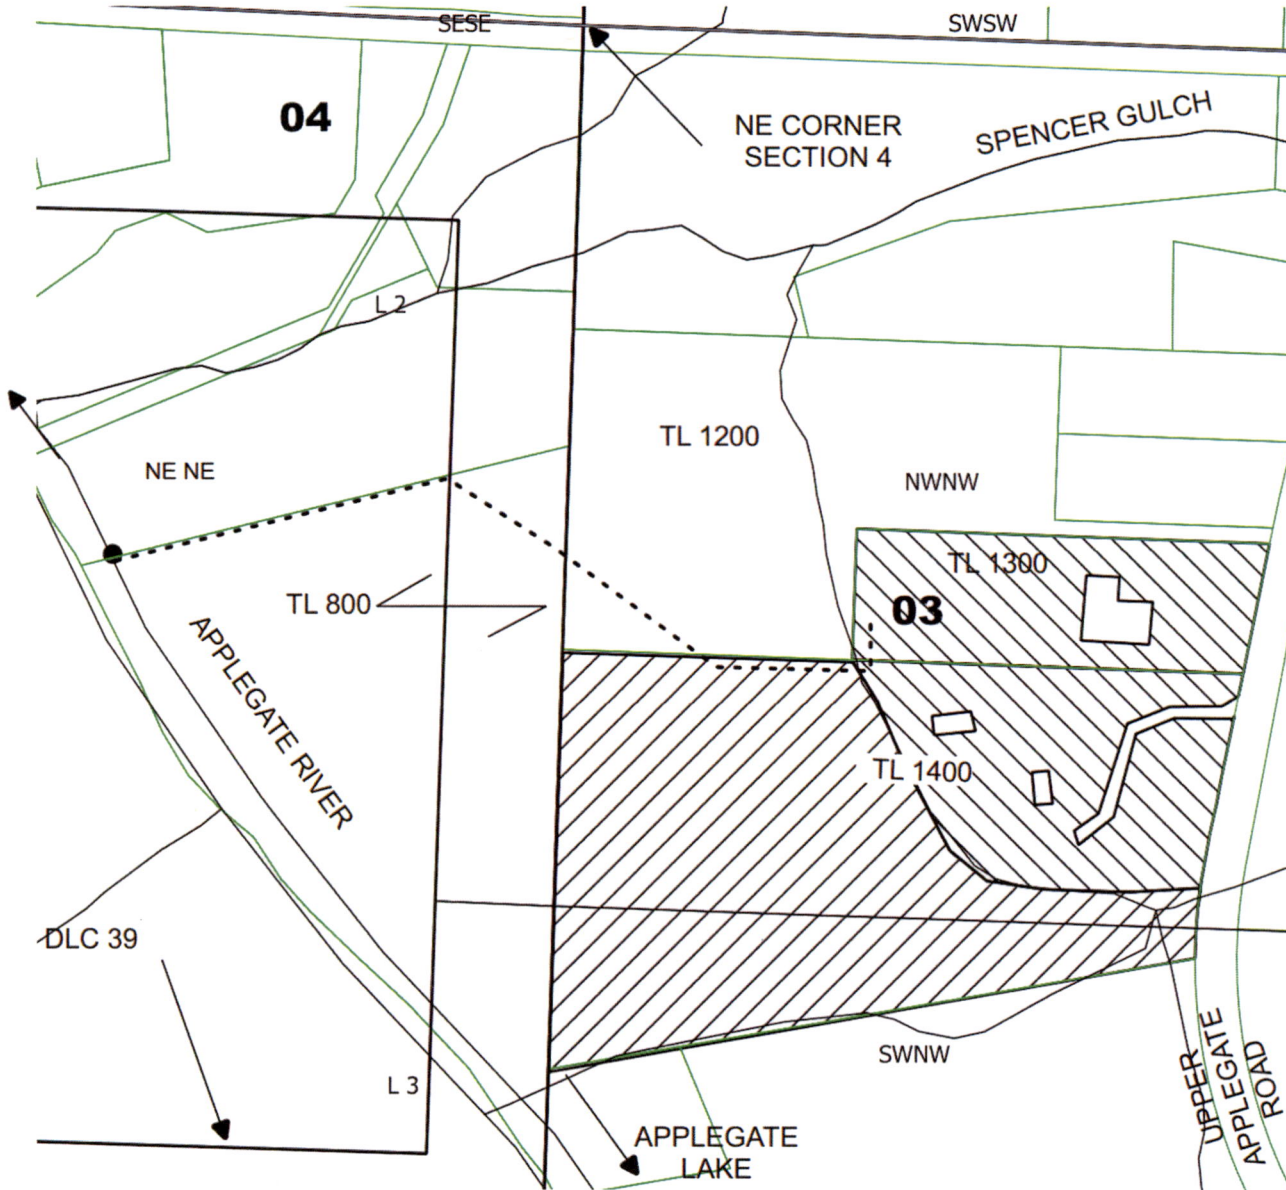 SESE
SWSW
04
NE CORNER
SECTION 4
SPENCER GULCH
L 2
TL 1200
NE NE
NWNW
TL 1300
TL 800
03
APPLEGATE RIVER
TL 1400
DLC 39
SWNW
L 3
UPPER
APPLEGATE
ROAD
APPLEGATE
LAKE